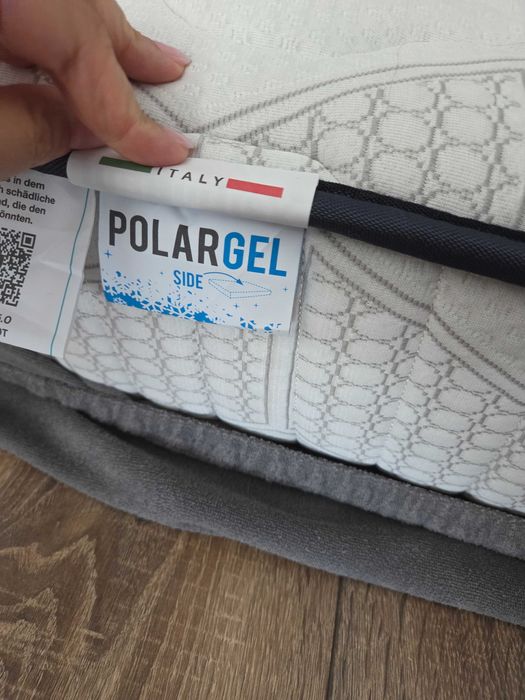 in dem
schädliche
d, die den
önnten.
ITALY
POLARGEL
SIDE